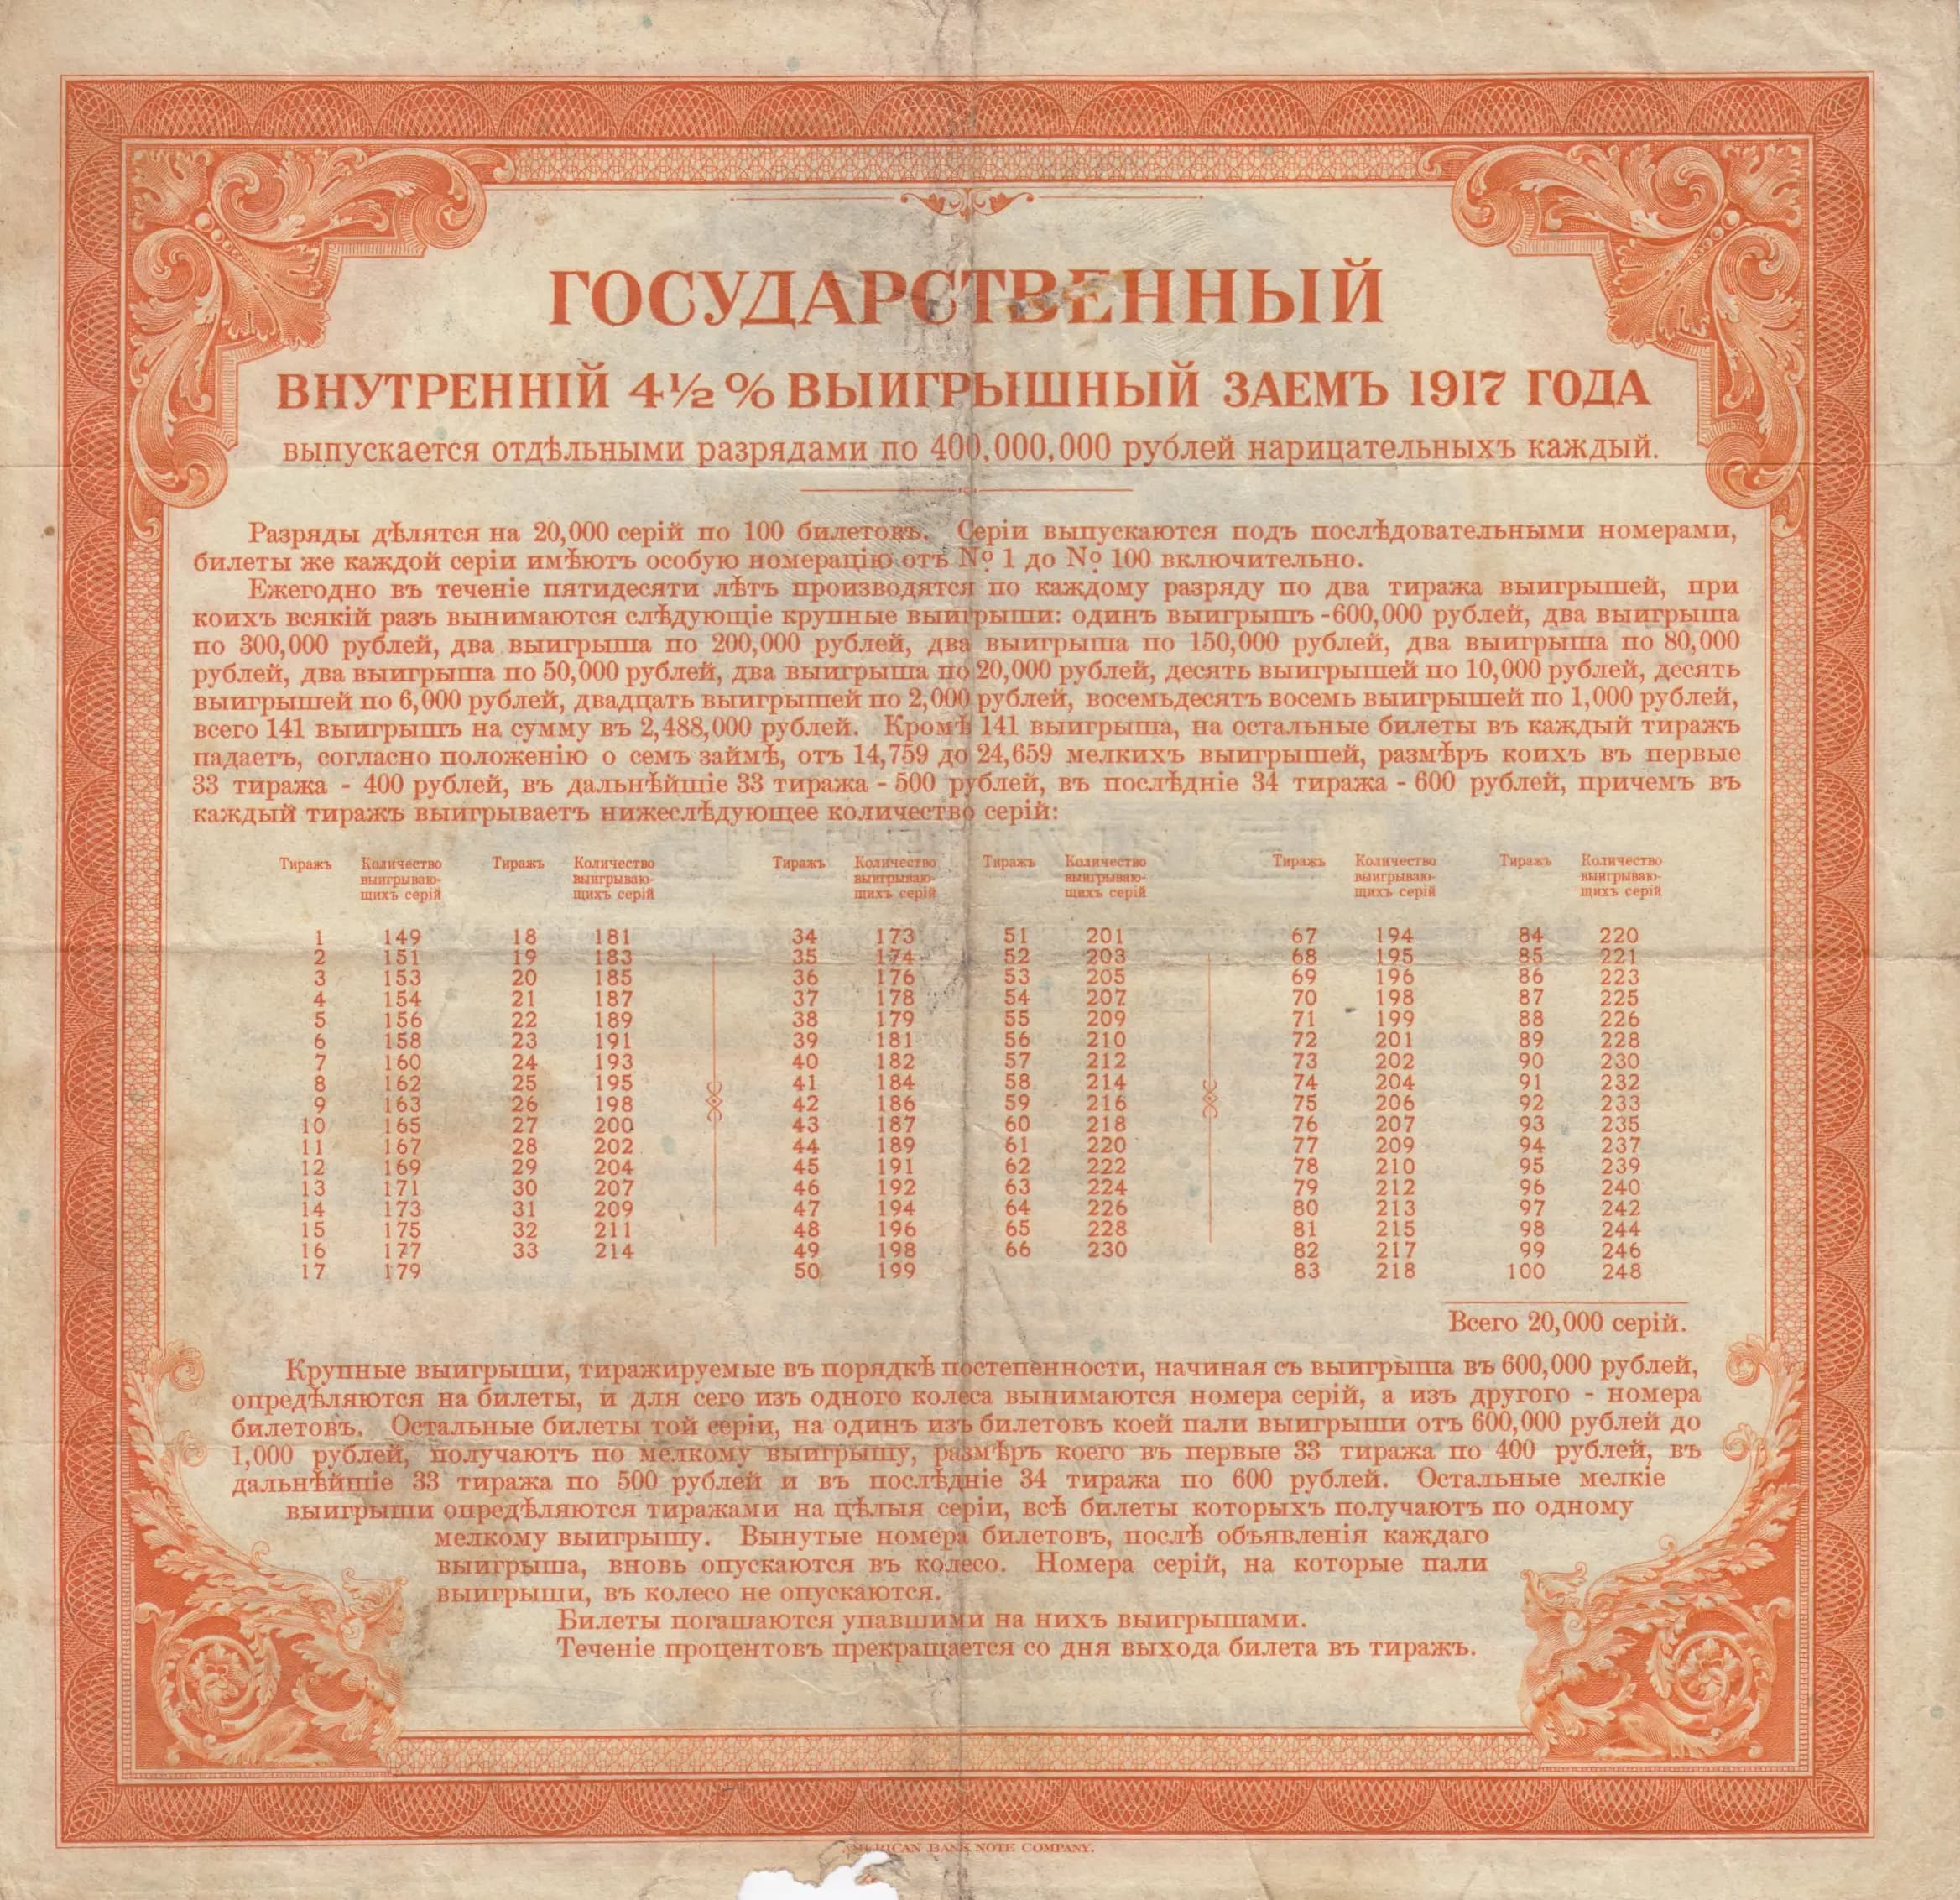 ГОСУДАРСТВЕННЫЙ
ВНУТРЕННІЙ 4½% ВЫИГРЫШНЫЙ ЗАЕМЪ 1917 ГОДА
выпускается отдѣльными разрядами по 400,000,000 рублей нарицательныхъ каждый.
Разряды дѣлятся на 20,000 серій по 100 билетовъ. Серіи выпускаются подъ послѣдовательными номерами,
билеты же каждой серіи имѣютъ особую номерацію отъ № 1 до № 100 включительно.
Ежегодно въ теченіе пятидесяти лѣтъ производятся по каждому разряду по два тиража выигрышей, при
коихъ всякій разъ вынимаются слѣдующіе крупные выигрыши: одинъ выигрышъ -600,000 рублей, два выигрыша
по 300,000 рублей, два выигрыша по 200,000 рублей, два выигрыша по 150,000 рублей, два выигрыша по 80,000
рублей, два выигрыша по 50,000 рублей, два выигрыша по 20,000 рублей, десять выигрышей по 10,000 рублей, десять
выигрышей по 6,000 рублей, двадцать выигрышей по 2,000 рублей, восемьдесятъ восемь выигрышей по 1,000 рублей,
всего 141 выигрышъ на сумму въ 2,488,000 рублей. Кромѣ 141 выигрыша, на остальные билеты въ каждый тиражъ
падаетъ, согласно положенію о семъ займѣ, отъ 14,759 до 24,659 мелкихъ выигрышей, размѣръ коихъ въ первые
33 тиража - 400 рублей, въ дальнѣйшіе 33 тиража - 500 рублей, въ послѣдніе 34 тиража - 600 рублей, причемъ въ
каждый тиражъ выигрываетъ нижеслѣдующее количество серій:
Тиражъ Количество Тиражъ Количество Тиражъ Количество Тиражъ Количество Тиражъ Количество Тиражъ Количество
выигрываю- выигрываю- выигрываю- выигрываю- выигрываю- выигрываю-
щихъ серій щихъ серій щихъ серій щихъ серій щихъ серій щихъ серій
1 149 18 181 34 173 51 201 67 194 84 220
2 151 19 183 35 174 52 203 68 195 85 221
3 153 20 185 36 176 53 205 69 196 86 223
4 154 21 187 37 178 54 207 70 198 87 225
5 156 22 189 38 179 55 209 71 199 88 226
6 158 23 191 39 181 56 210 72 201 89 228
7 160 24 193 40 182 57 212 73 202 90 230
8 162 25 195 41 184 58 214 74 204 91 232
9 163 26 198 42 186 59 216 75 206 92 233
10 165 27 200 43 187 60 218 76 207 93 235
11 167 28 202 44 189 61 220 77 209 94 237
12 169 29 204 45 191 62 222 78 210 95 239
13 171 30 207 46 192 63 224 79 212 96 240
14 173 31 209 47 194 64 226 80 213 97 242
15 175 32 211 48 196 65 228 81 215 98 244
16 177 33 214 49 198 66 230 82 217 99 246
17 179 50 199 83 218 100 248
Всего 20,000 серій.
Крупные выигрыши, тиражируемые въ порядкѣ постепенности, начиная съ выигрыша въ 600,000 рублей,
опредѣляются на билеты, и для сего изъ одного колеса вынимаются номера серій, а изъ другого - номера
билетовъ. Остальные билеты той серіи, на одинъ изъ билетовъ коей пали выигрыши отъ 600,000 рублей до
1,000 рублей, получаютъ по мелкому выигрышу, размѣръ коего въ первые 33 тиража по 400 рублей, въ
дальнѣйшіе 33 тиража по 500 рублей и въ послѣдніе 34 тиража по 600 рублей. Остальные мелкіе
выигрыши опредѣляются тиражами на цѣлыя серіи, всѣ билеты которыхъ получаютъ по одному
мелкому выигрышу. Вынутые номера билетовъ, послѣ объявленія каждаго
выигрыша, вновь опускаются въ колесо. Номера серій, на которые пали
выигрыши, въ колесо не опускаются.
Билеты погашаются упавшими на нихъ выигрышами.
Теченіе процентовъ прекращается со дня выхода билета въ тиражъ.
AMERICAN BANK NOTE COMPANY.